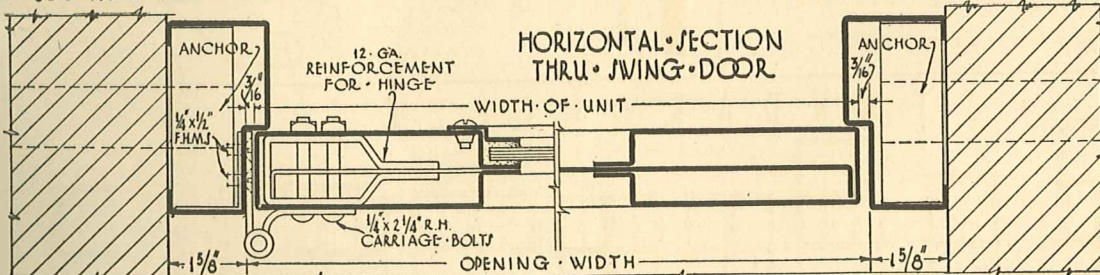 HORIZONTAL·SECTION
THRU·SWING·DOOR
ANCHOR
3/16"
12·GA.
REINFORCEMENT
FOR·HINGE
ANCHOR
3/16"
WIDTH·OF·UNIT
1/4"x1/2"
F.H.M.S
1/4"x2 1/4" R.H.
CARRIAGE·BOLTS
1 5/8"
OPENING·WIDTH
1 5/8"